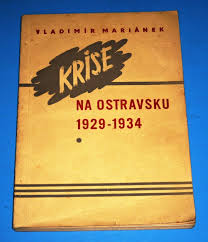 VLADIMÍR MARIÁNEK
KRISE
NA OSTRAVSKU
1929-1934